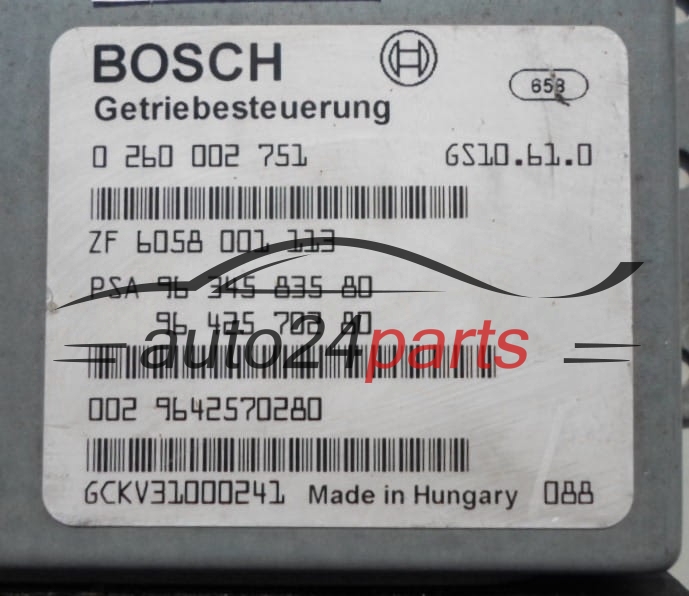 BOSCH
658
Getriebesteuerung
0 260 002 751 GS10.61.0
ZF 6058 001 113
PSA 96 345 835 80
96 425 702 80
auto24parts
002 9642570280
GCKV31000241 Made in Hungary 088